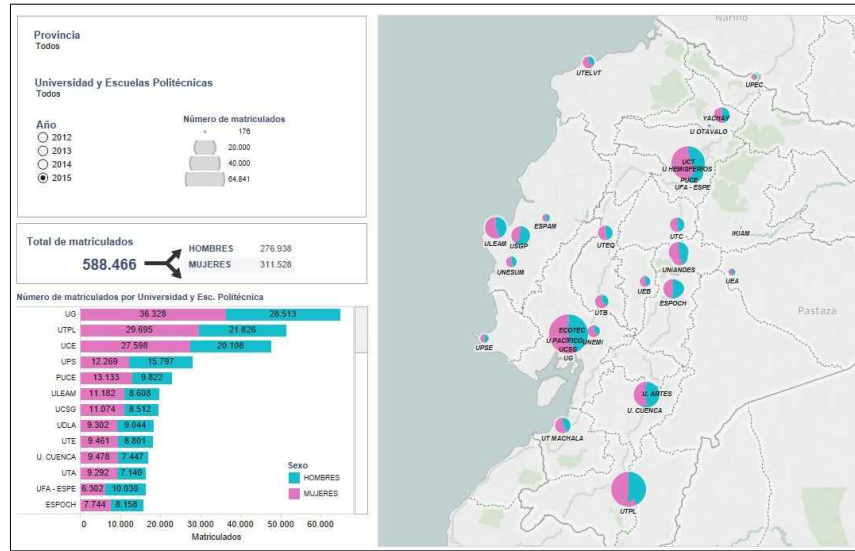 Provincia
Todos
Universidad y Escuelas Politécnicas
Todos
Año
2012
2013
2014
2015
Número de matriculados
178
20.000
40.000
64.841
Total de matriculados
588.466
HOMBRES 276.938
MUJERES 311.528
Número de matriculados por Universidad y Esc. Politécnica
UG 36.328 28.513
UTPL 29.695 21.826
UCE 27.598 20.108
UPS 12.269 15.797
PUCE 13.133 9.822
ULEAM 11.182 8.608
UCSG 11.074 8.512
UDLA 9.302 9.044
UTE 9.461 8.801
U. CUENCA 9.478 7.447
UTA 9.292 7.140
UFA - ESPE 6.302 10.030
ESPOCH 7.744 8.158
0 10.000 20.000 30.000 40.000 50.000 60.000
Matriculados
Sexo
HOMBRES
MUJERES
Nariño
UTELVT
UPEC
YACHAY
U OTAVALO
UCT
U HEMISFERIOS
PUCE
UFA - ESPE
ESPAM
ULEAM
USGP
UTEQ
UTC
IKIAM
UNESUM
UNIANDES
UEA
UEB
ESPOCH
Pastaza
UTB
ECOTEC
U PACÍFICO
UNEMI
UCSG
UG
UPSE
U. ARTES
U. CUENCA
UT MACHALA
UTPL